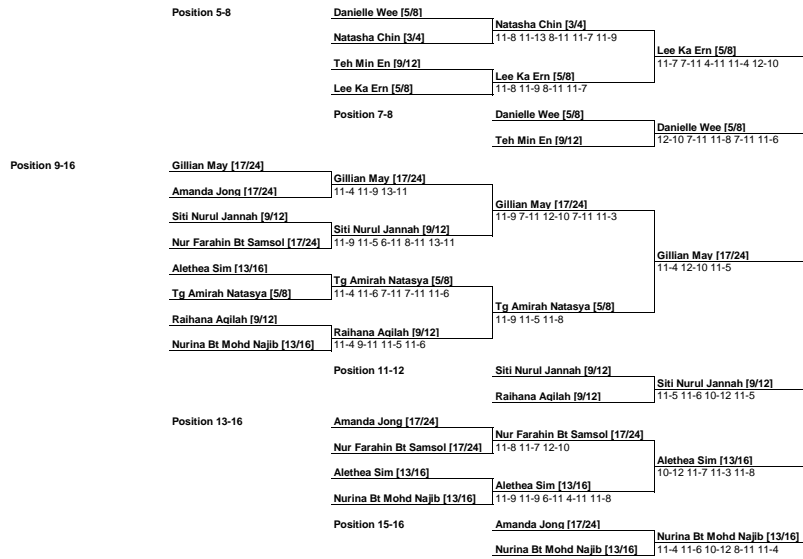 Position 5-8 Danielle Wee [5/8]
Natasha Chin [3/4]
Natasha Chin [3/4] 11-8 11-13 8-11 11-7 11-9
Lee Ka Ern [5/8]
Teh Min En [9/12] 11-7 7-11 4-11 11-4 12-10
Lee Ka Ern [5/8]
Lee Ka Ern [5/8] 11-8 11-9 8-11 11-7
Position 7-8 Danielle Wee [5/8]
Danielle Wee [5/8]
Teh Min En [9/12] 12-10 7-11 11-8 7-11 11-6
Position 9-16 Gillian May [17/24]
Gillian May [17/24]
Amanda Jong [17/24] 11-4 11-9 13-11
Gillian May [17/24]
Siti Nurul Jannah [9/12] 11-9 7-11 12-10 7-11 11-3
Siti Nurul Jannah [9/12]
Nur Farahin Bt Samsol [17/24] 11-9 11-5 6-11 8-11 13-11
Gillian May [17/24]
Alethea Sim [13/16] 11-4 12-10 11-5
Tg Amirah Natasya [5/8]
Tg Amirah Natasya [5/8] 11-4 11-6 7-11 7-11 11-6
Tg Amirah Natasya [5/8]
Raihana Aqilah [9/12] 11-9 11-5 11-8
Raihana Aqilah [9/12]
Nurina Bt Mohd Najib [13/16] 11-4 9-11 11-5 11-6
Position 11-12 Siti Nurul Jannah [9/12]
Siti Nurul Jannah [9/12]
Raihana Aqilah [9/12] 11-5 11-6 10-12 11-5
Position 13-16 Amanda Jong [17/24]
Nur Farahin Bt Samsol [17/24]
Nur Farahin Bt Samsol [17/24] 11-8 11-7 12-10
Alethea Sim [13/16]
Alethea Sim [13/16] 10-12 11-7 11-3 11-8
Alethea Sim [13/16]
Nurina Bt Mohd Najib [13/16] 11-9 11-9 6-11 4-11 11-8
Position 15-16 Amanda Jong [17/24]
Nurina Bt Mohd Najib [13/16]
Nurina Bt Mohd Najib [13/16] 11-4 11-6 10-12 8-11 11-4